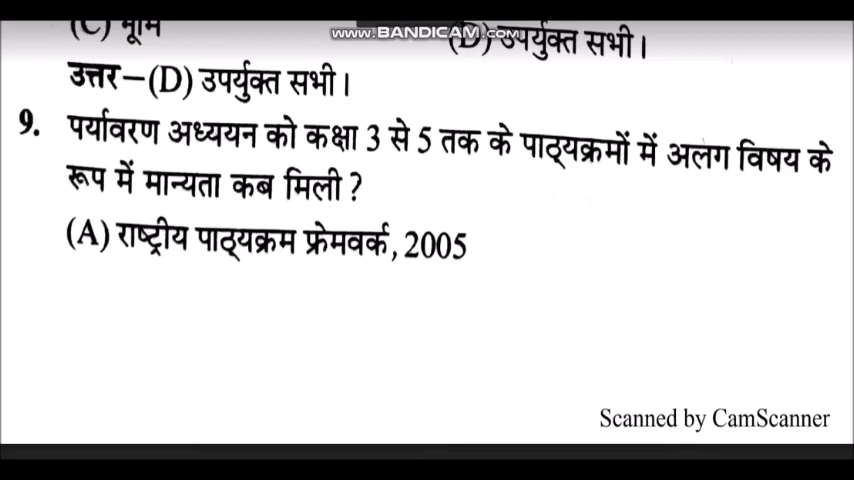 (C) भूमि
www.BANDICAM.com
(D) उपर्युक्त सभी।
उत्तर–(D) उपर्युक्त सभी।
9. पर्यावरण अध्ययन को कक्षा 3 से 5 तक के पाठ्यक्रमों में अलग विषय के
रूप में मान्यता कब मिली ?
(A) राष्ट्रीय पाठ्यक्रम फ्रेमवर्क, 2005
Scanned by CamScanner